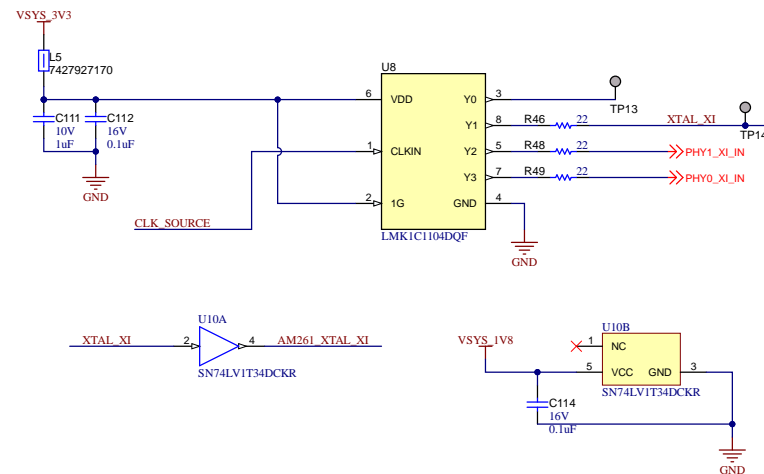 VSYS_3V3
L5
7427927170
U8
6 VDD Y0 3
TP13
C111
10V
1uF
C112
16V
0.1uF
Y1 8 R46 22 XTAL_XI
TP14
1 CLKIN Y2 5 R48 22 PHY1_XI_IN
Y3 7 R49 22 PHY0_XI_IN
GND
2 1G GND 4
CLK_SOURCE
LMK1C1104DQF
GND
U10A
XTAL_XI 2 4 AM261_XTAL_XI
SN74LV1T34DCKR
VSYS_1V8
U10B
1 NC
5 VCC GND 3
SN74LV1T34DCKR
C114
16V
0.1uF
GND